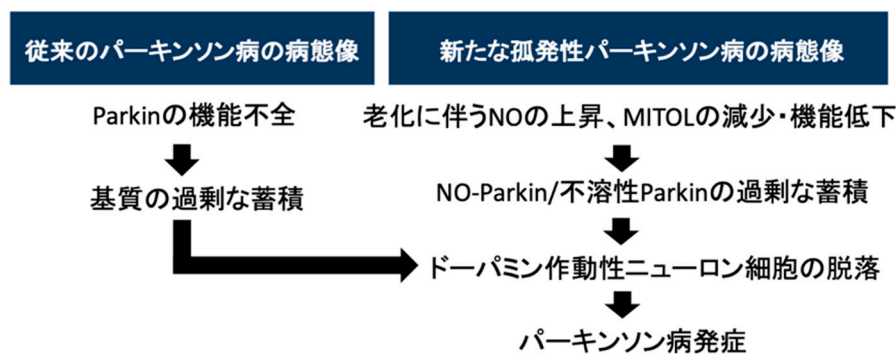 従来のパーキンソン病の病態像
Parkinの機能不全
基質の過剰な蓄積
新たな孤発性パーキンソン病の病態像
老化に伴うNOの上昇、MITOLの減少・機能低下
NO-Parkin/不溶性Parkinの過剰な蓄積
ドーパミン作動性ニューロン細胞の脱落
パーキンソン病発症